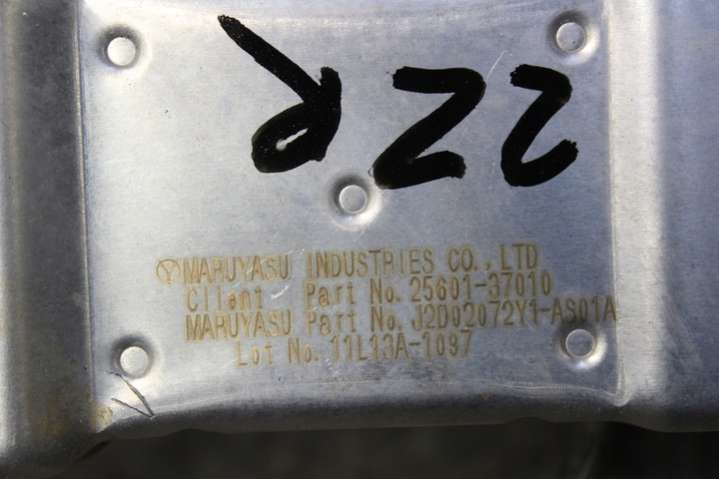 22R
MARUYASU INDUSTRIES CO., LTD
Client Part No. 25601-37010
MARUYASU Part No. J2D02072Y1-AS01A
Lot No. 11L13A-1097